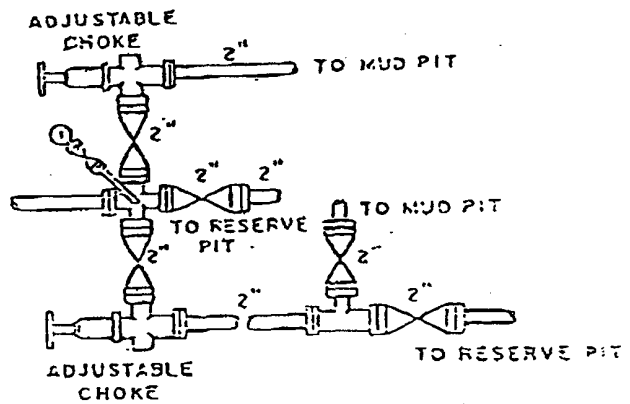 ADJUSTABLE
CHOKE
2"
TO MUD PIT
2"
2"
2"
TO RESERVE
PIT
TO MUD PIT
2"
2"
2"
2"
TO RESERVE PIT
ADJUSTABLE
CHOKE